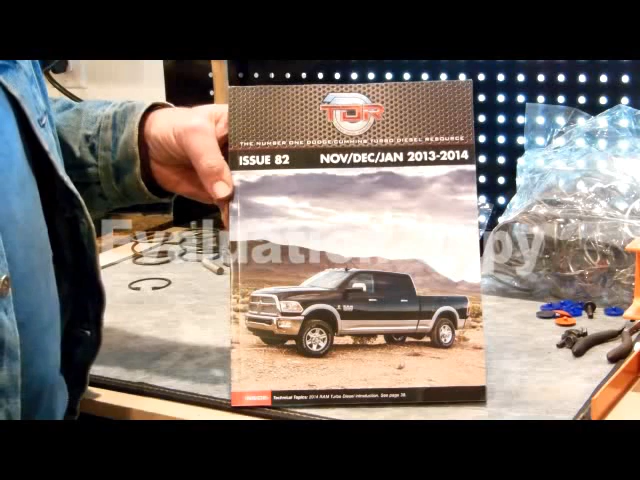 TDR
THE NUMBER ONE DODGE/CUMMINS TURBO DIESEL RESOURCE
ISSUE 82 NOV/DEC/JAN 2013-2014
Evaluation Copy
Technical Topics: 2014 RAM Turbo Diesel Introduction. See page 38.